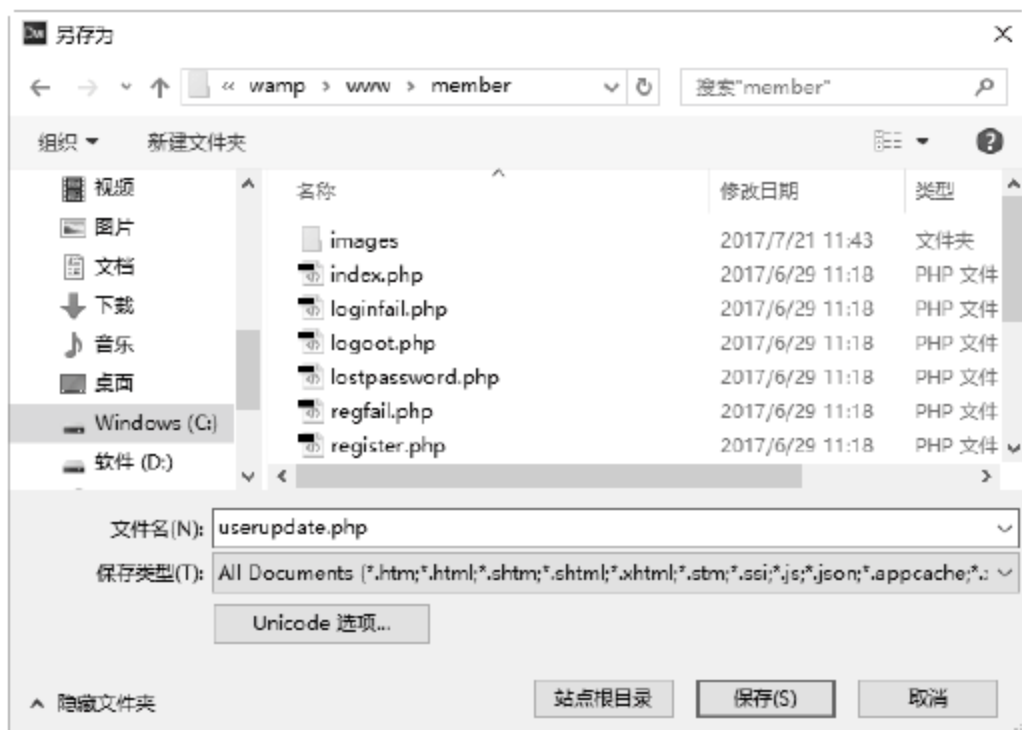 Dw 另存为
« wamp › www › member 搜索"member"
组织 新建文件夹
名称 修改日期 类型
视频
图片
文档
下载
音乐
桌面
Windows (C:)
软件 (D:)
images 2017/7/21 11:43 文件夹
index.php 2017/6/29 11:18 PHP 文件
loginfail.php 2017/6/29 11:18 PHP 文件
logoot.php 2017/6/29 11:18 PHP 文件
lostpassword.php 2017/6/29 11:18 PHP 文件
regfail.php 2017/6/29 11:18 PHP 文件
register.php 2017/6/29 11:18 PHP 文件
文件名(N): userupdate.php
保存类型(T): All Documents (*.htm;*.html;*.shtm;*.shtml;*.xhtml;*.stm;*.ssi;*.js;*.json;*.appcache;*.
Unicode 选项...
隐藏文件夹 站点根目录 保存(S) 取消